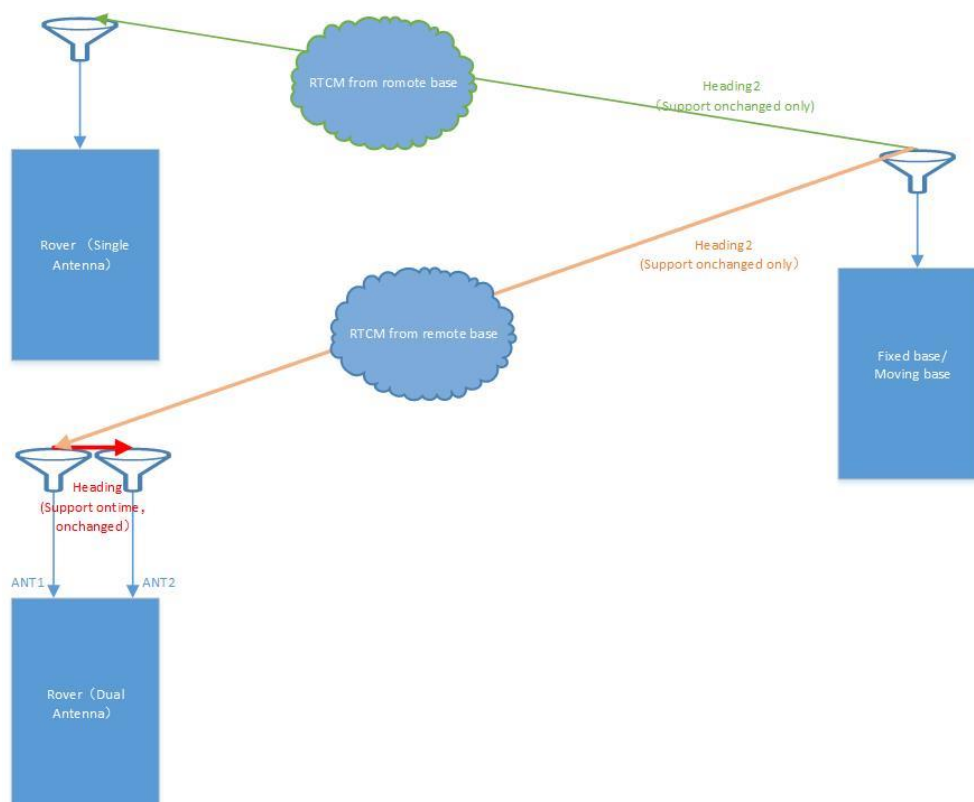 RTCM from romote base
Heading2
（Support onchanged only)
Rover （Single
Antenna）
Heading2
(Support onchanged only）
RTCM from remote base
Fixed base/
Moving base
Heading
(Support ontime，
onchanged）
ANT1
ANT2
Rover（Dual
Antenna）